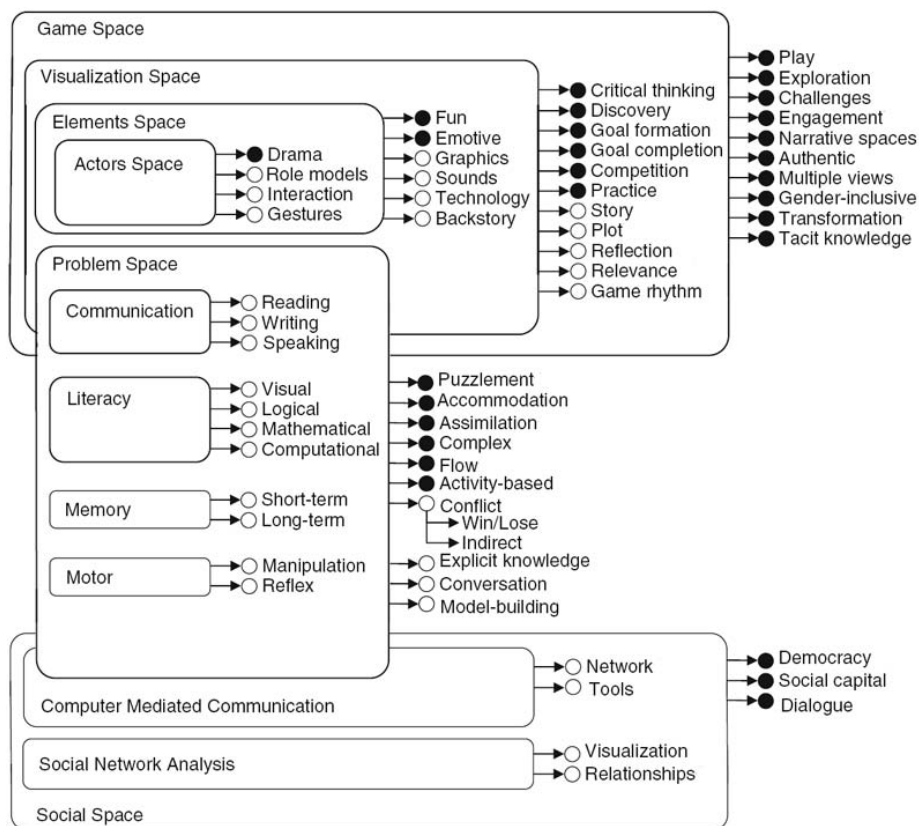 Game Space
Visualization Space
Elements Space
Actors Space
Drama
Role models
Interaction
Gestures
Fun
Emotive
Graphics
Sounds
Technology
Backstory
Critical thinking
Discovery
Goal formation
Goal completion
Competition
Practice
Story
Plot
Reflection
Relevance
Game rhythm
Play
Exploration
Challenges
Engagement
Narrative spaces
Authentic
Multiple views
Gender-inclusive
Transformation
Tacit knowledge
Problem Space
Communication
Reading
Writing
Speaking
Literacy
Visual
Logical
Mathematical
Computational
Memory
Short-term
Long-term
Motor
Manipulation
Reflex
Puzzlement
Accommodation
Assimilation
Complex
Flow
Activity-based
Conflict
Win/Lose
Indirect
Explicit knowledge
Conversation
Model-building
Computer Mediated Communication
Network
Tools
Social Network Analysis
Visualization
Relationships
Social Space
Democracy
Social capital
Dialogue